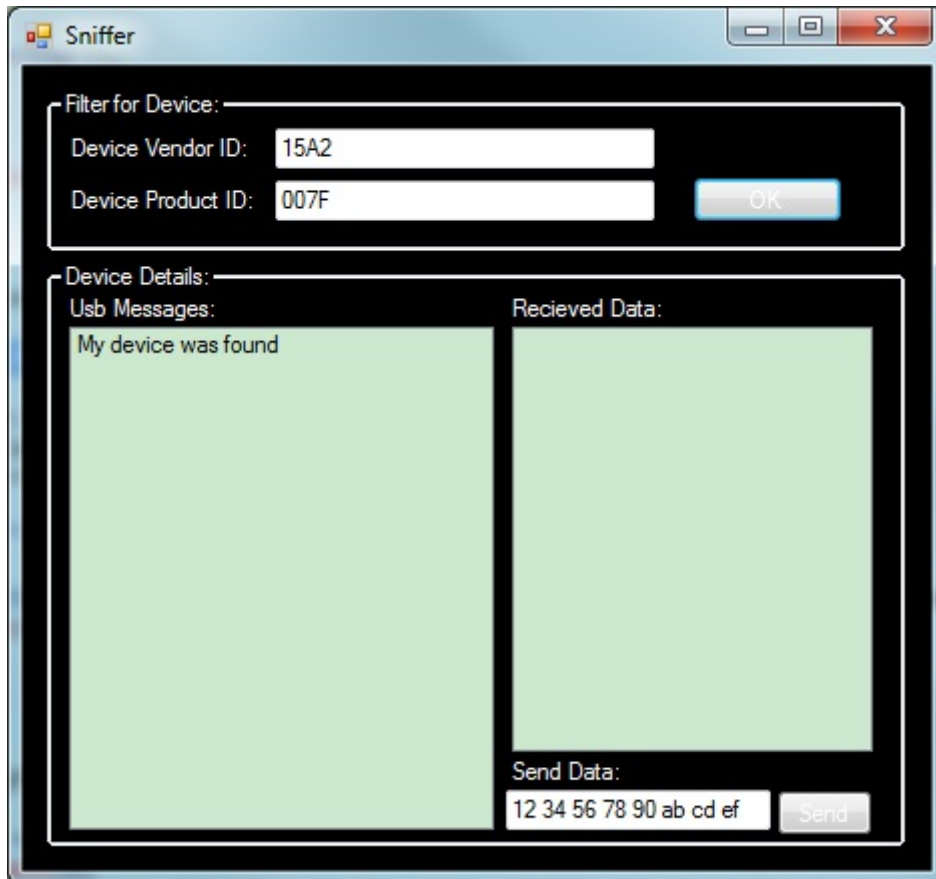 Sniffer
Filter for Device:
Device Vendor ID: 15A2
Device Product ID: 007F OK
Device Details:
Usb Messages: Recieved Data:
My device was found
Send Data:
12 34 56 78 90 ab cd ef Send